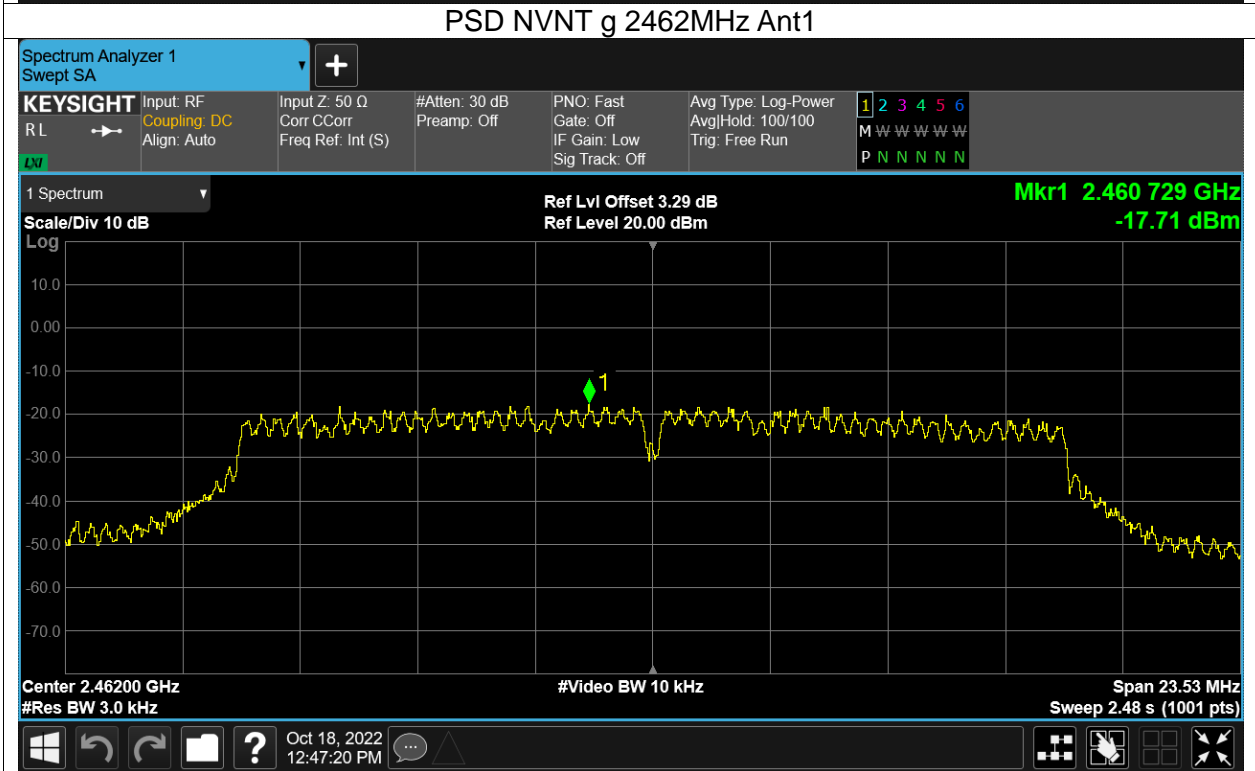 PSD NVNT g 2462MHz Ant1
Spectrum Analyzer 1
Swept SA
+
KEYSIGHT
R L
LXI
Input: RF
Coupling: DC
Align: Auto
Input Z: 50 Ω
Corr CCorr
Freq Ref: Int (S)
#Atten: 30 dB
Preamp: Off
PNO: Fast
Gate: Off
IF Gain: Low
Sig Track: Off
Avg Type: Log-Power
Avg|Hold: 100/100
Trig: Free Run
1 2 3 4 5 6
M W W W W W
P N N N N N
1 Spectrum
Scale/Div 10 dB
Log
Ref Lvl Offset 3.29 dB
Ref Level 20.00 dBm
Mkr1 2.460 729 GHz
-17.71 dBm
10.0
0.00
-10.0
-20.0
-30.0
-40.0
-50.0
-60.0
-70.0
1
Center 2.46200 GHz
#Res BW 3.0 kHz
#Video BW 10 kHz
Span 23.53 MHz
Sweep 2.48 s (1001 pts)
?
Oct 18, 2022
12:47:20 PM